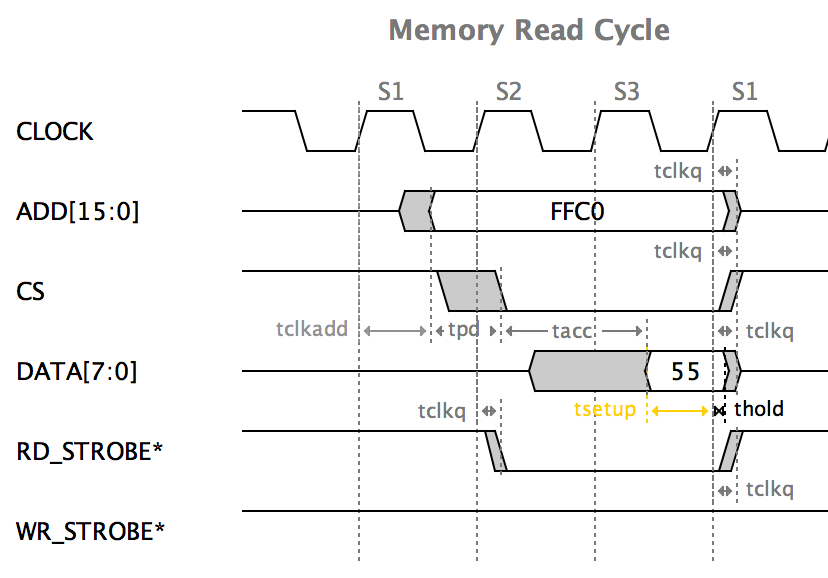 Memory Read Cycle
S1 S2 S3 S1
CLOCK
tclkq
ADD[15:0] FFC0
tclkq
CS
tclkadd tpd tacc tclkq
DATA[7:0] 55
tclkq tsetup thold
RD_STROBE*
tclkq
WR_STROBE*